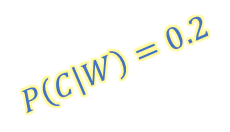 P(C|W) = 0.2